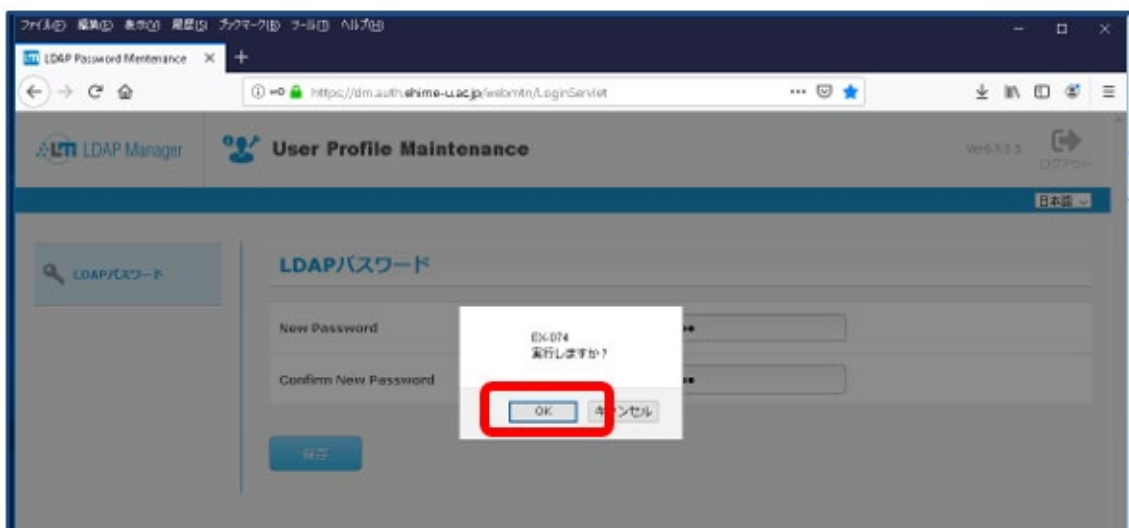 ファイル(F) 編集(E) 表示(V) 履歴(S) ブックマーク(B) ツール(T) ヘルプ(H)
LDAP Password Mentenance
https://dm.auth.ehime-u.ac.jp/webmtn/LoginServlet
LDAP Manager
User Profile Maintenance
ログアウト
日本語
LDAPパスワード
LDAPパスワード
New Password
Confirm New Password
EX-074
実行しますか？
OK キャンセル
保存